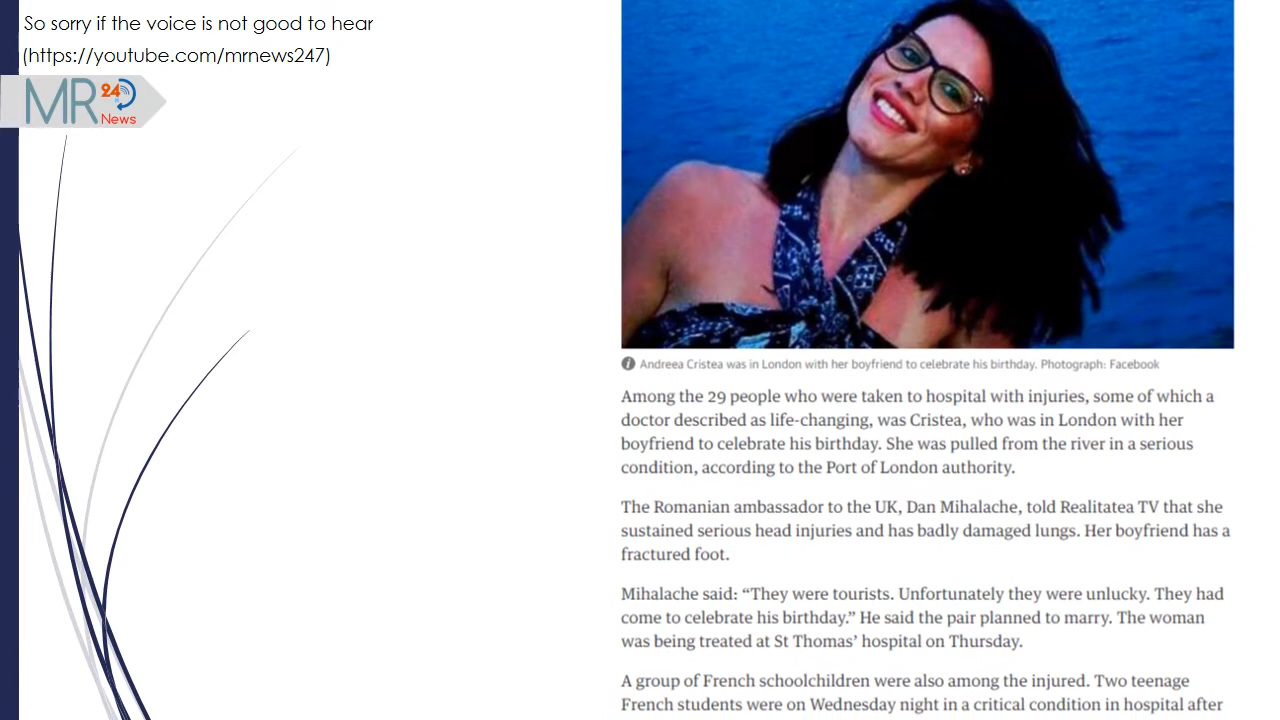 So sorry if the voice is not good to hear
(https://youtube.com/mrnews247)
MR 24
News
Andreea Cristea was in London with her boyfriend to celebrate his birthday. Photograph: Facebook
Among the 29 people who were taken to hospital with injuries, some of which a
doctor described as life-changing, was Cristea, who was in London with her
boyfriend to celebrate his birthday. She was pulled from the river in a serious
condition, according to the Port of London authority.
The Romanian ambassador to the UK, Dan Mihalache, told Realitatea TV that she
sustained serious head injuries and has badly damaged lungs. Her boyfriend has a
fractured foot.
Mihalache said: “They were tourists. Unfortunately they were unlucky. They had
come to celebrate his birthday.” He said the pair planned to marry. The woman
was being treated at St Thomas’ hospital on Thursday.
A group of French schoolchildren were also among the injured. Two teenage
French students were on Wednesday night in a critical condition in hospital after